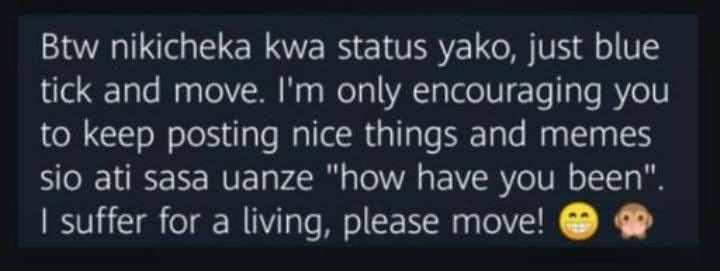 Btw nikicheka kwa status yako, just blue
tick and move. I'm only encouraging you
to keep posting nice things and memes
sio ati sasa uanze "how have you been".
I suffer for a living, please move! 😁 🙊